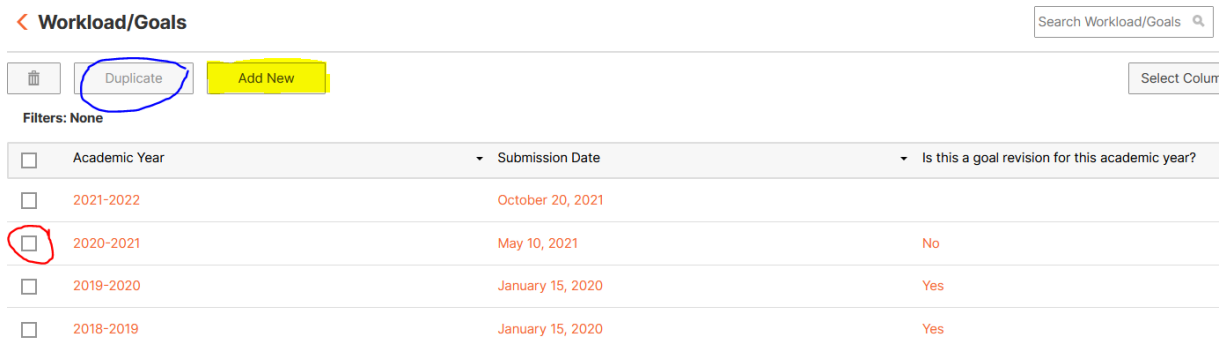 Workload/Goals
Search Workload/Goals
Duplicate
Add New
Select Colum
Filters: None
Academic Year
Submission Date
Is this a goal revision for this academic year?
2021-2022
October 20, 2021
2020-2021
May 10, 2021
No
2019-2020
January 15, 2020
Yes
2018-2019
January 15, 2020
Yes